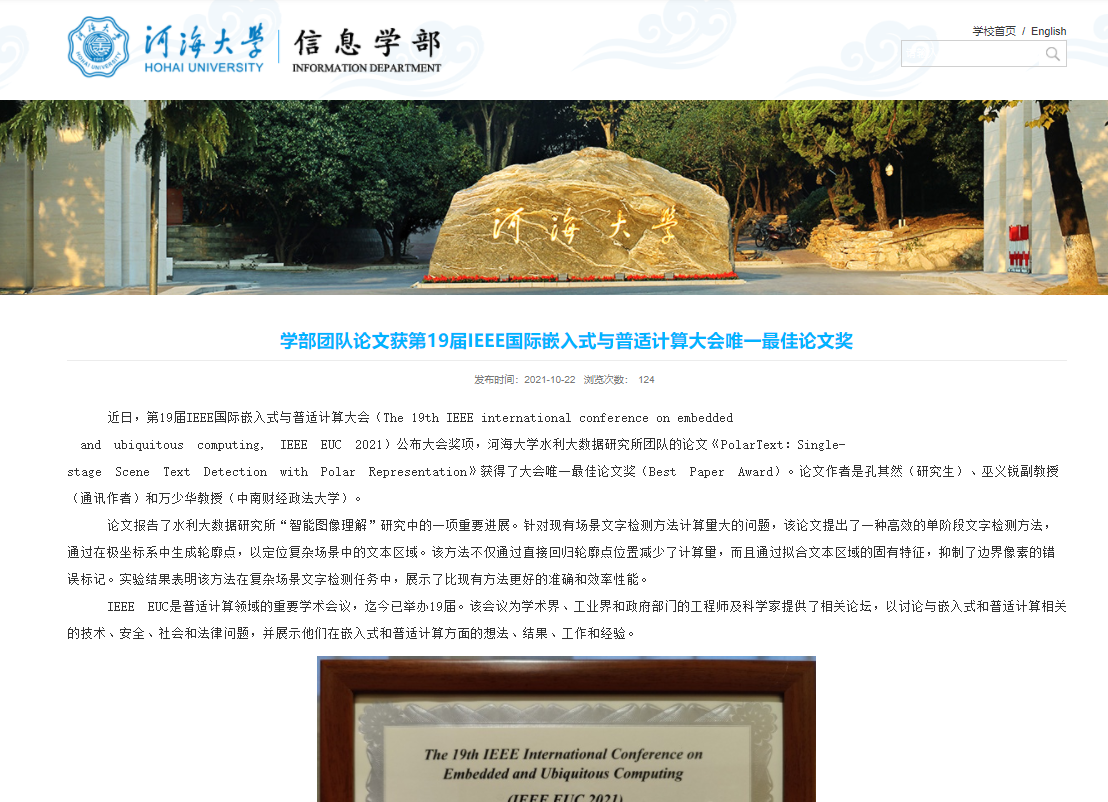 河海大学
HOHAI UNIVERSITY
信息学部
INFORMATION DEPARTMENT
学校首页 / English
河海大学
学部团队论文获第19届IEEE国际嵌入式与普适计算大会唯一最佳论文奖
发布时间：2021-10-22 浏览次数： 124
近日，第19届IEEE国际嵌入式与普适计算大会（The 19th IEEE international conference on embedded
and ubiquitous computing, IEEE EUC 2021）公布大会奖项，河海大学水利大数据研究所团队的论文《PolarText：Single-
stage Scene Text Detection with Polar Representation》获得了大会唯一最佳论文奖（Best Paper Award）。论文作者是孔其然（研究生）、巫义锐副教授
（通讯作者）和万少华教授（中南财经政法大学）。
论文报告了水利大数据研究所“智能图像理解”研究中的一项重要进展。针对现有场景文字检测方法计算量大的问题，该论文提出了一种高效的单阶段文字检测方法，
通过在极坐标系中生成轮廓点，以定位复杂场景中的文本区域。该方法不仅通过直接回归轮廓点位置减少了计算量，而且通过拟合文本区域的固有特征，抑制了边界像素的错
误标记。实验结果表明该方法在复杂场景文字检测任务中，展示了比现有方法更好的准确和效率性能。
IEEE EUC是普适计算领域的重要学术会议，迄今已举办19届。该会议为学术界、工业界和政府部门的工程师及科学家提供了相关论坛，以讨论与嵌入式和普适计算相关
的技术、安全、社会和法律问题，并展示他们在嵌入式和普适计算方面的想法、结果、工作和经验。
The 19th IEEE International Conference on
Embedded and Ubiquitous Computing
(IEEE EUC 2021)